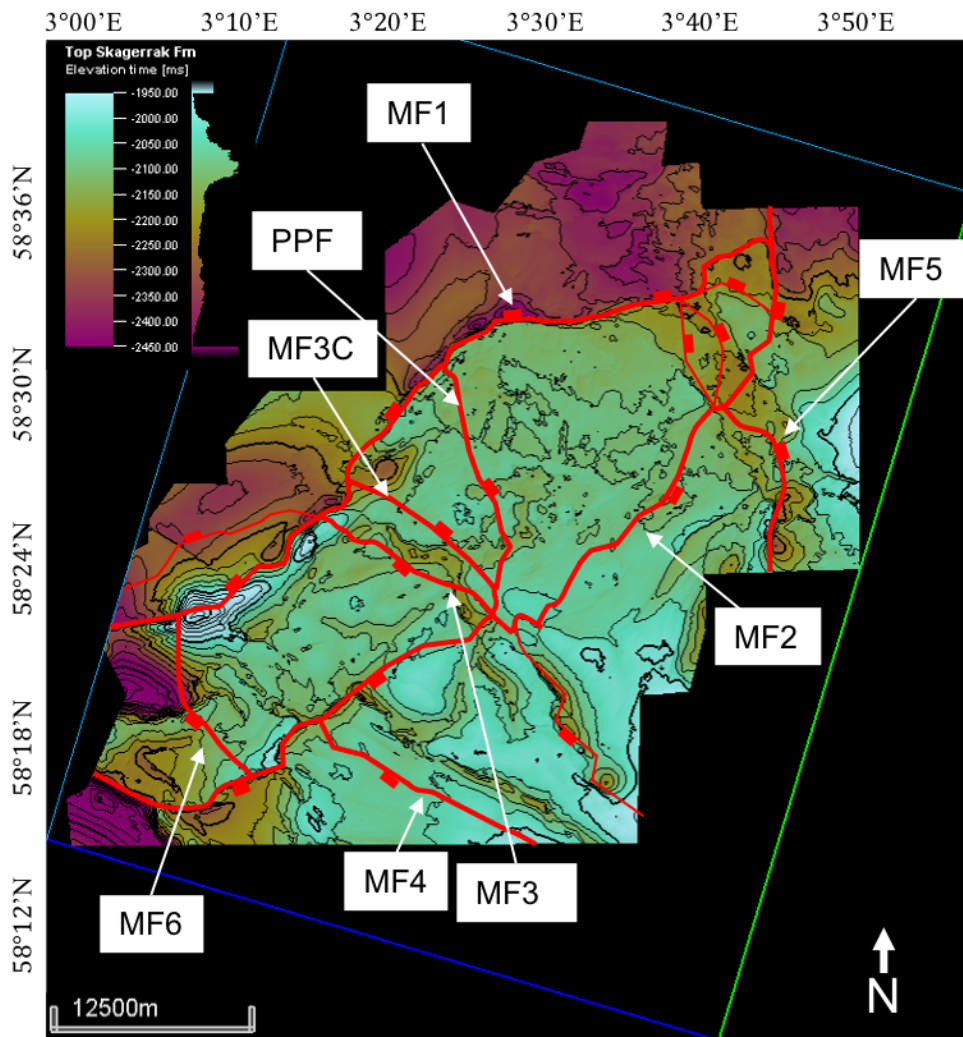 3°00'E 3°10'E 3°20'E 3°30'E 3°40'E 3°50'E
Top Skagerrak Fm
Elevation time [ms]
-1950.00
-2000.00
-2050.00
-2100.00
-2150.00
-2200.00
-2250.00
-2300.00
-2350.00
-2400.00
-2450.00
MF1
58°36'N
PPF
MF5
MF3C
58°30'N
58°24'N
MF2
58°18'N
MF4
MF3
MF6
58°12'N
12500m
N